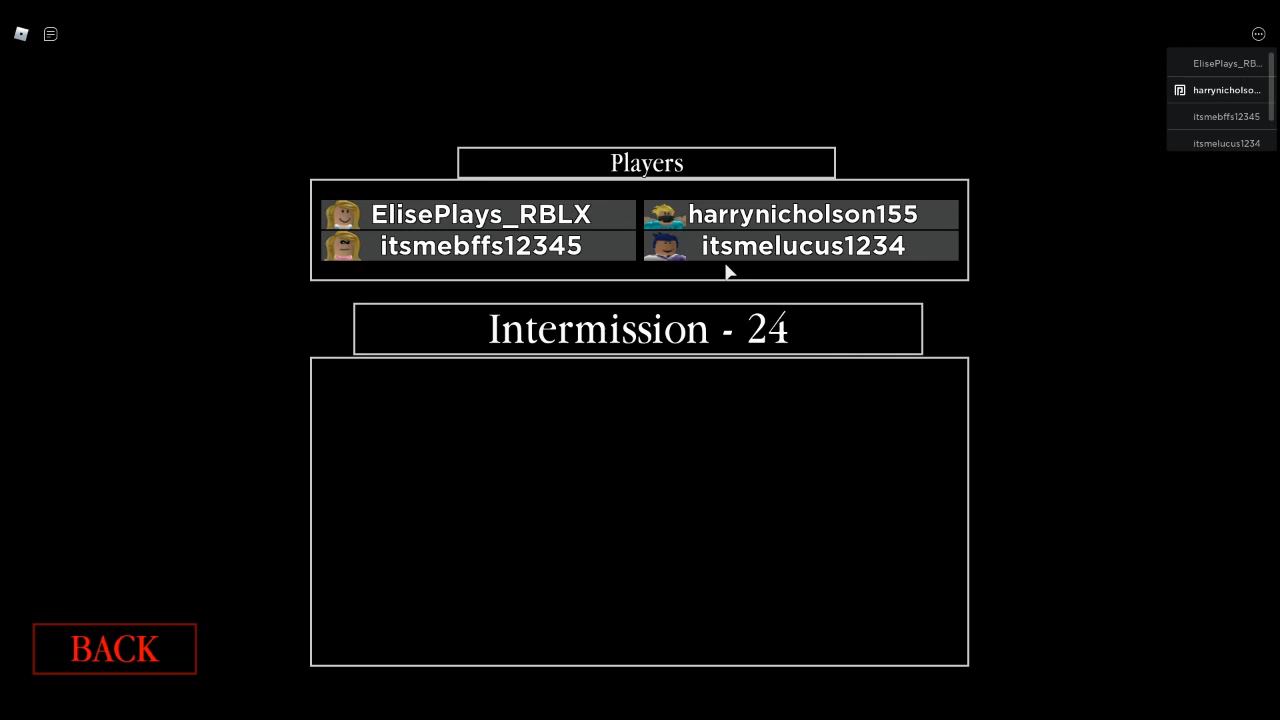 ElisePlays_RB...
harrynicholso...
itsmebffs12345
itsmelucus1234
Players
ElisePlays_RBLX
harrynicholson155
itsmebffs12345
itsmelucus1234
Intermission - 24
BACK